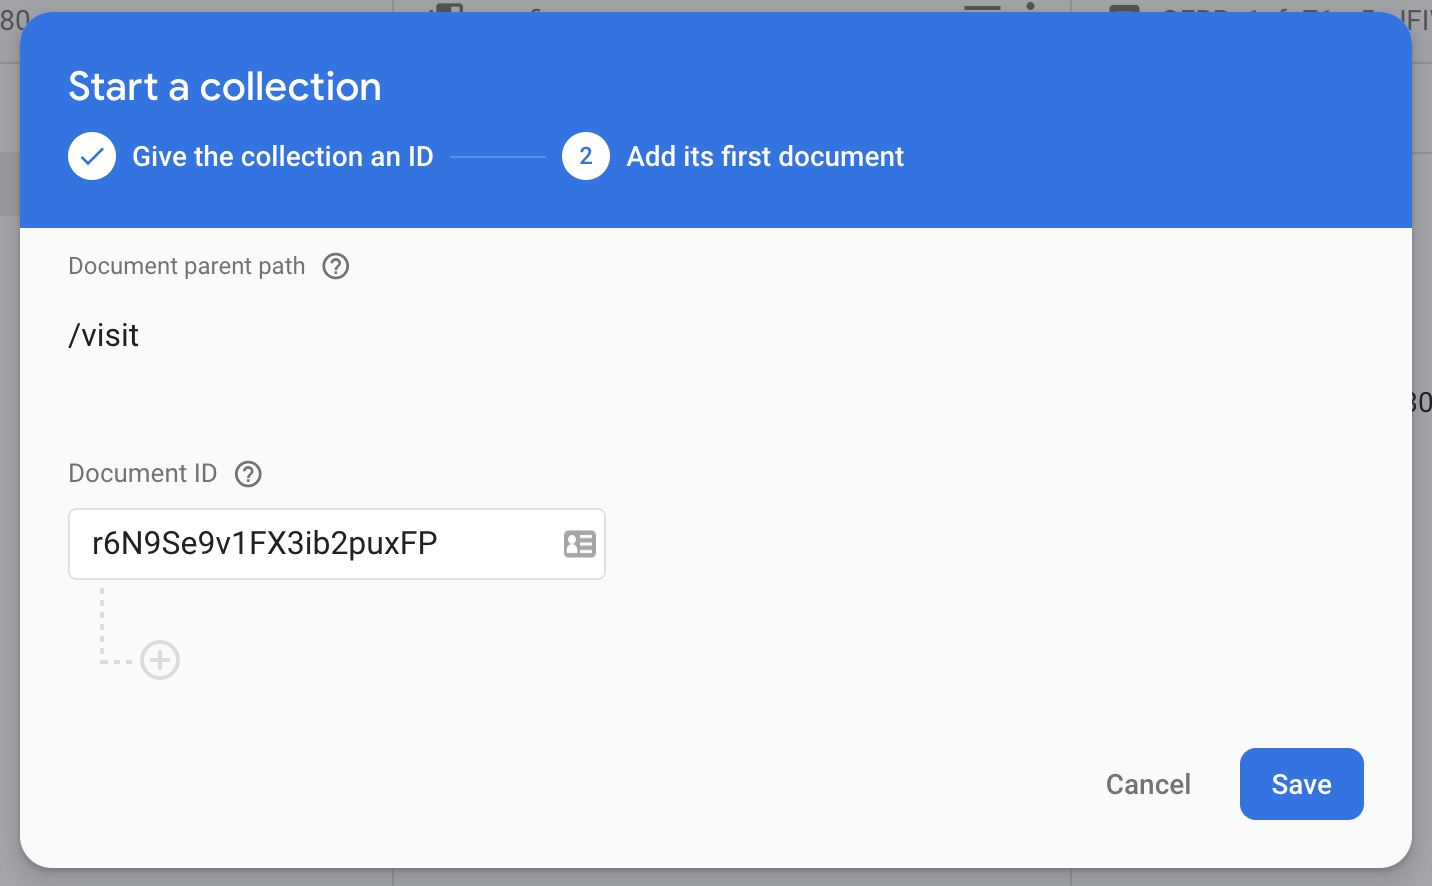 80
Start a collection
Give the collection an ID
2
Add its first document
Document parent path
/visit
Document ID
r6N9Se9v1FX3ib2puxFP
Cancel
Save